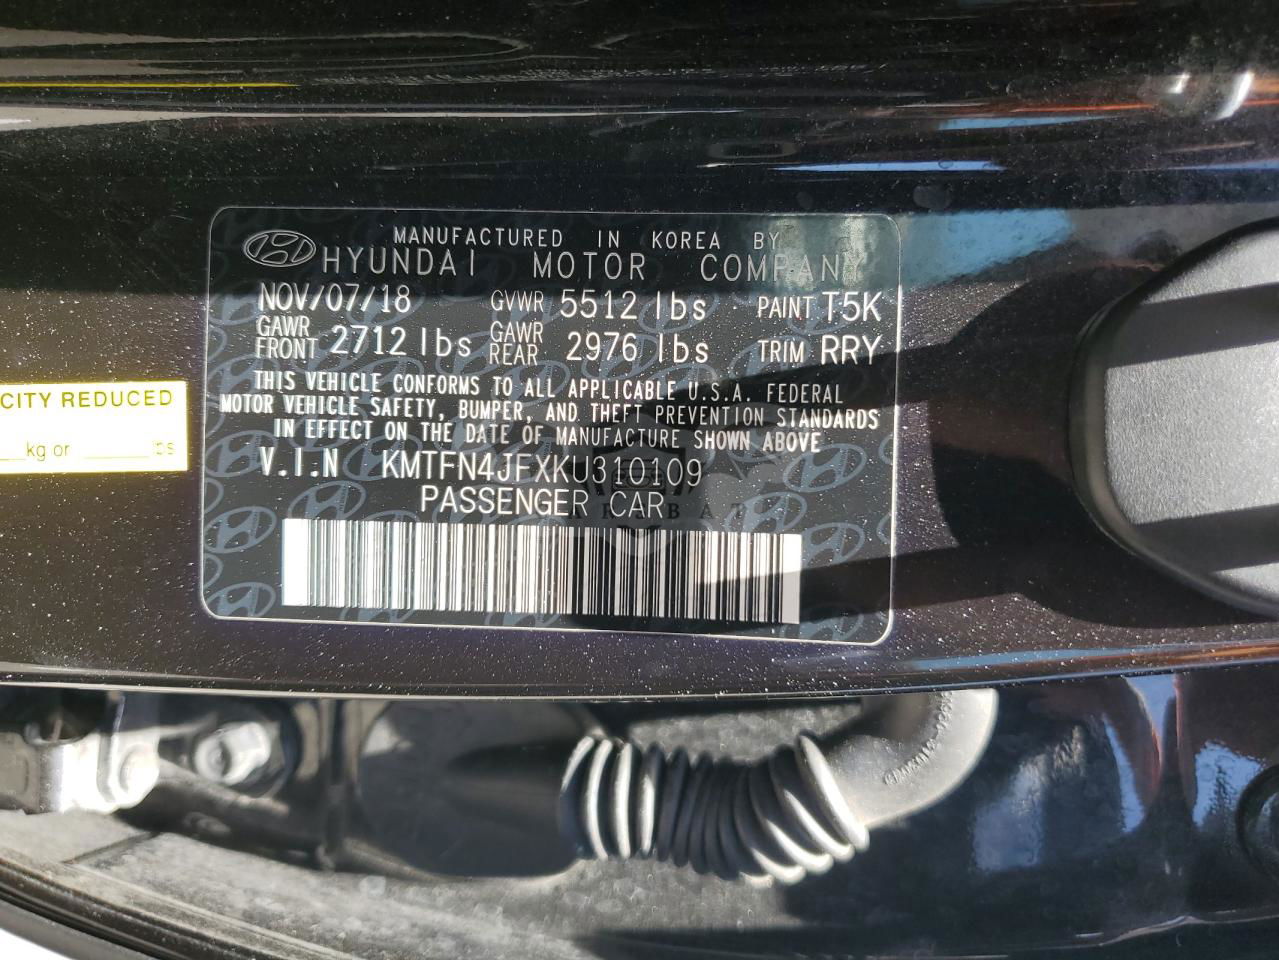 MANUFACTURED IN KOREA BY
HYUNDAI MOTOR COMPANY
NOV/07/18 GVWR 5512 lbs PAINT T5K
GAWR FRONT 2712 lbs GAWR REAR 2976 lbs TRIM RRY
THIS VEHICLE CONFORMS TO ALL APPLICABLE U.S.A. FEDERAL
MOTOR VEHICLE SAFETY, BUMPER, AND THEFT PREVENTION STANDARDS
IN EFFECT ON THE DATE OF MANUFACTURE SHOWN ABOVE
V.I.N KMTFN4JFXKU310109
PASSENGER CAR
CITY REDUCED
kg or